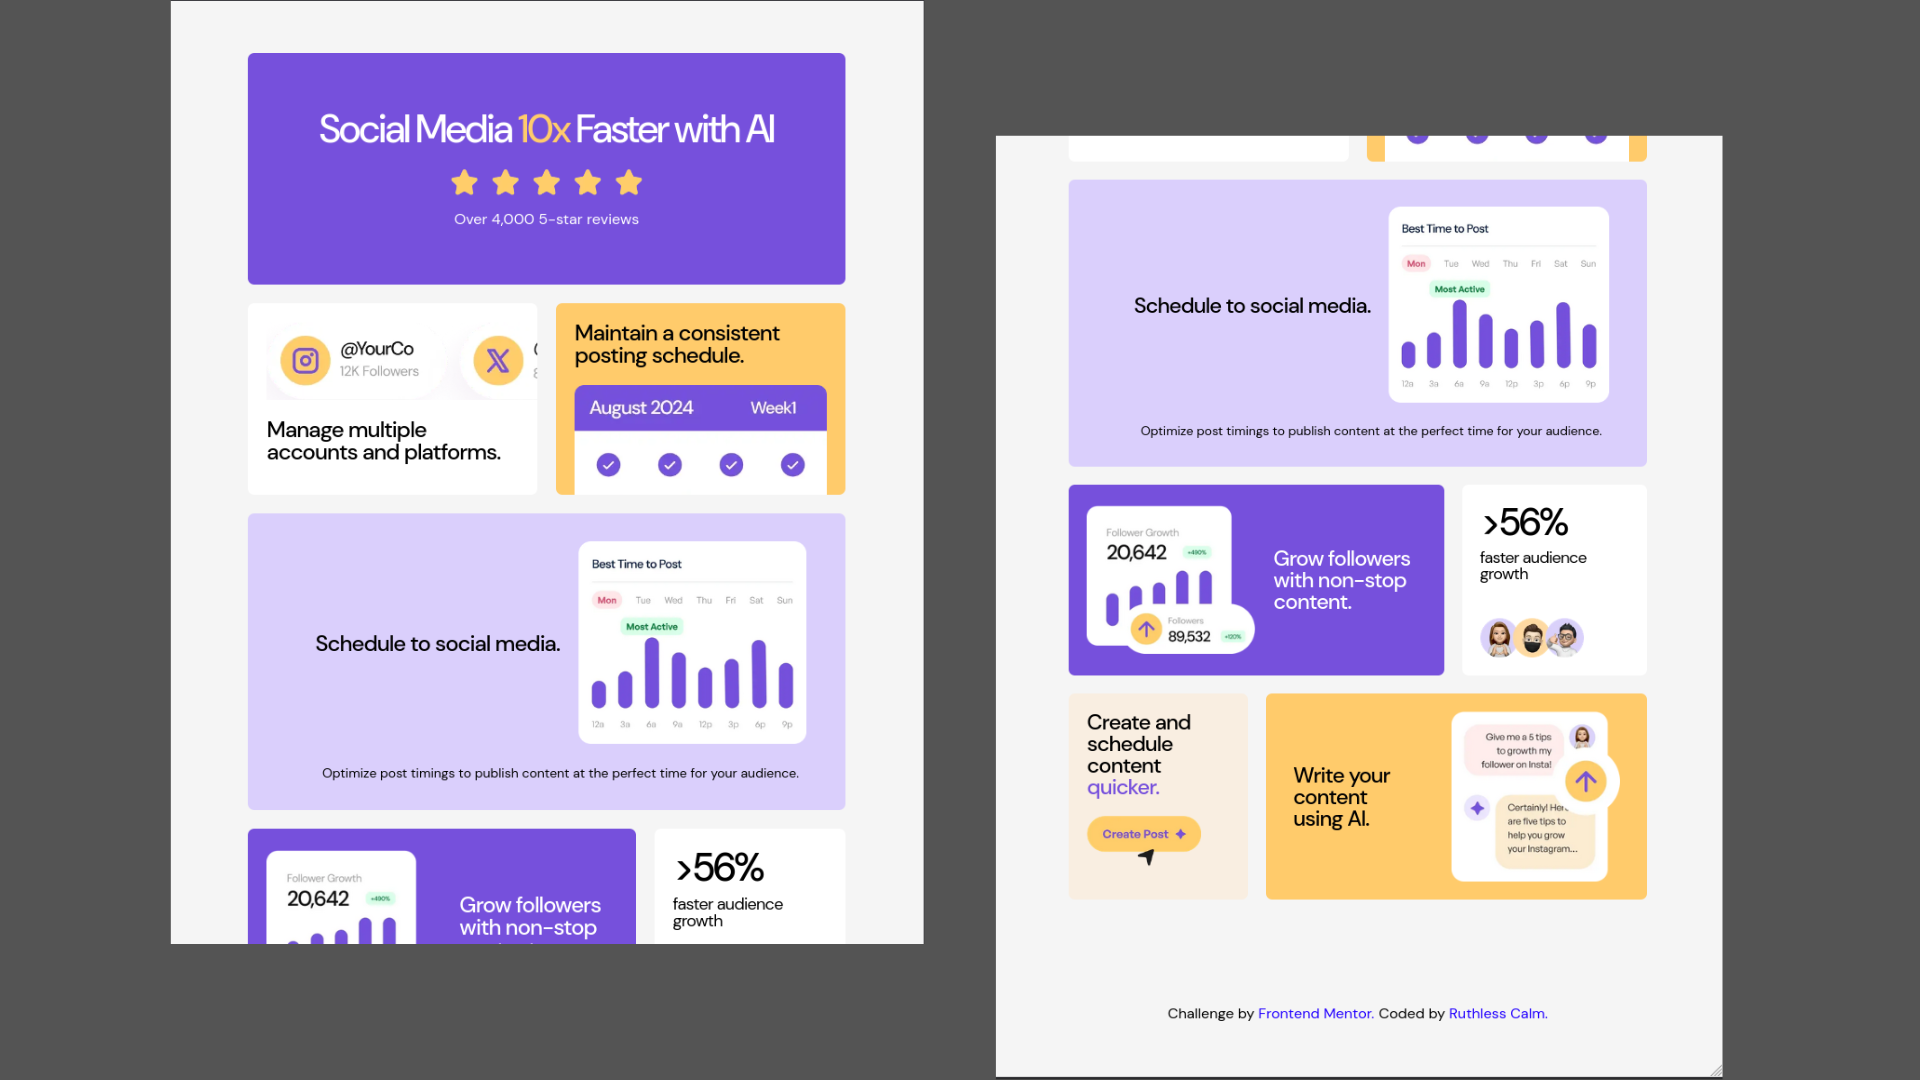 Social Media 10x Faster with AI
Over 4,000 5-star reviews
@YourCo
12K Followers
Manage multiple
accounts and platforms.
Maintain a consistent
posting schedule.
August 2024 Week1
Schedule to social media.
Best Time to Post
Mon Tue Wed Thu Fri Sat Sun
Most Active
12a 3a 6a 9a 12p 3p 6p 9p
Optimize post timings to publish content at the perfect time for your audience.
Follower Growth
20,642 +490%
Grow followers
with non-stop
>56%
faster audience
growth
Schedule to social media.
Best Time to Post
Mon Tue Wed Thu Fri Sat Sun
Most Active
12a 3a 6a 9a 12p 3p 6p 9p
Optimize post timings to publish content at the perfect time for your audience.
Follower Growth
20,642 +490%
Followers
89,532 +120%
Grow followers
with non-stop
content.
>56%
faster audience
growth
Create and
schedule
content
quicker.
Create Post
Write your
content
using AI.
Give me a 5 tips
to growth my
follower on Insta!
Certainly!
are five tips to
help you grow
your Instagram...
Challenge by Frontend Mentor. Coded by Ruthless Calm.